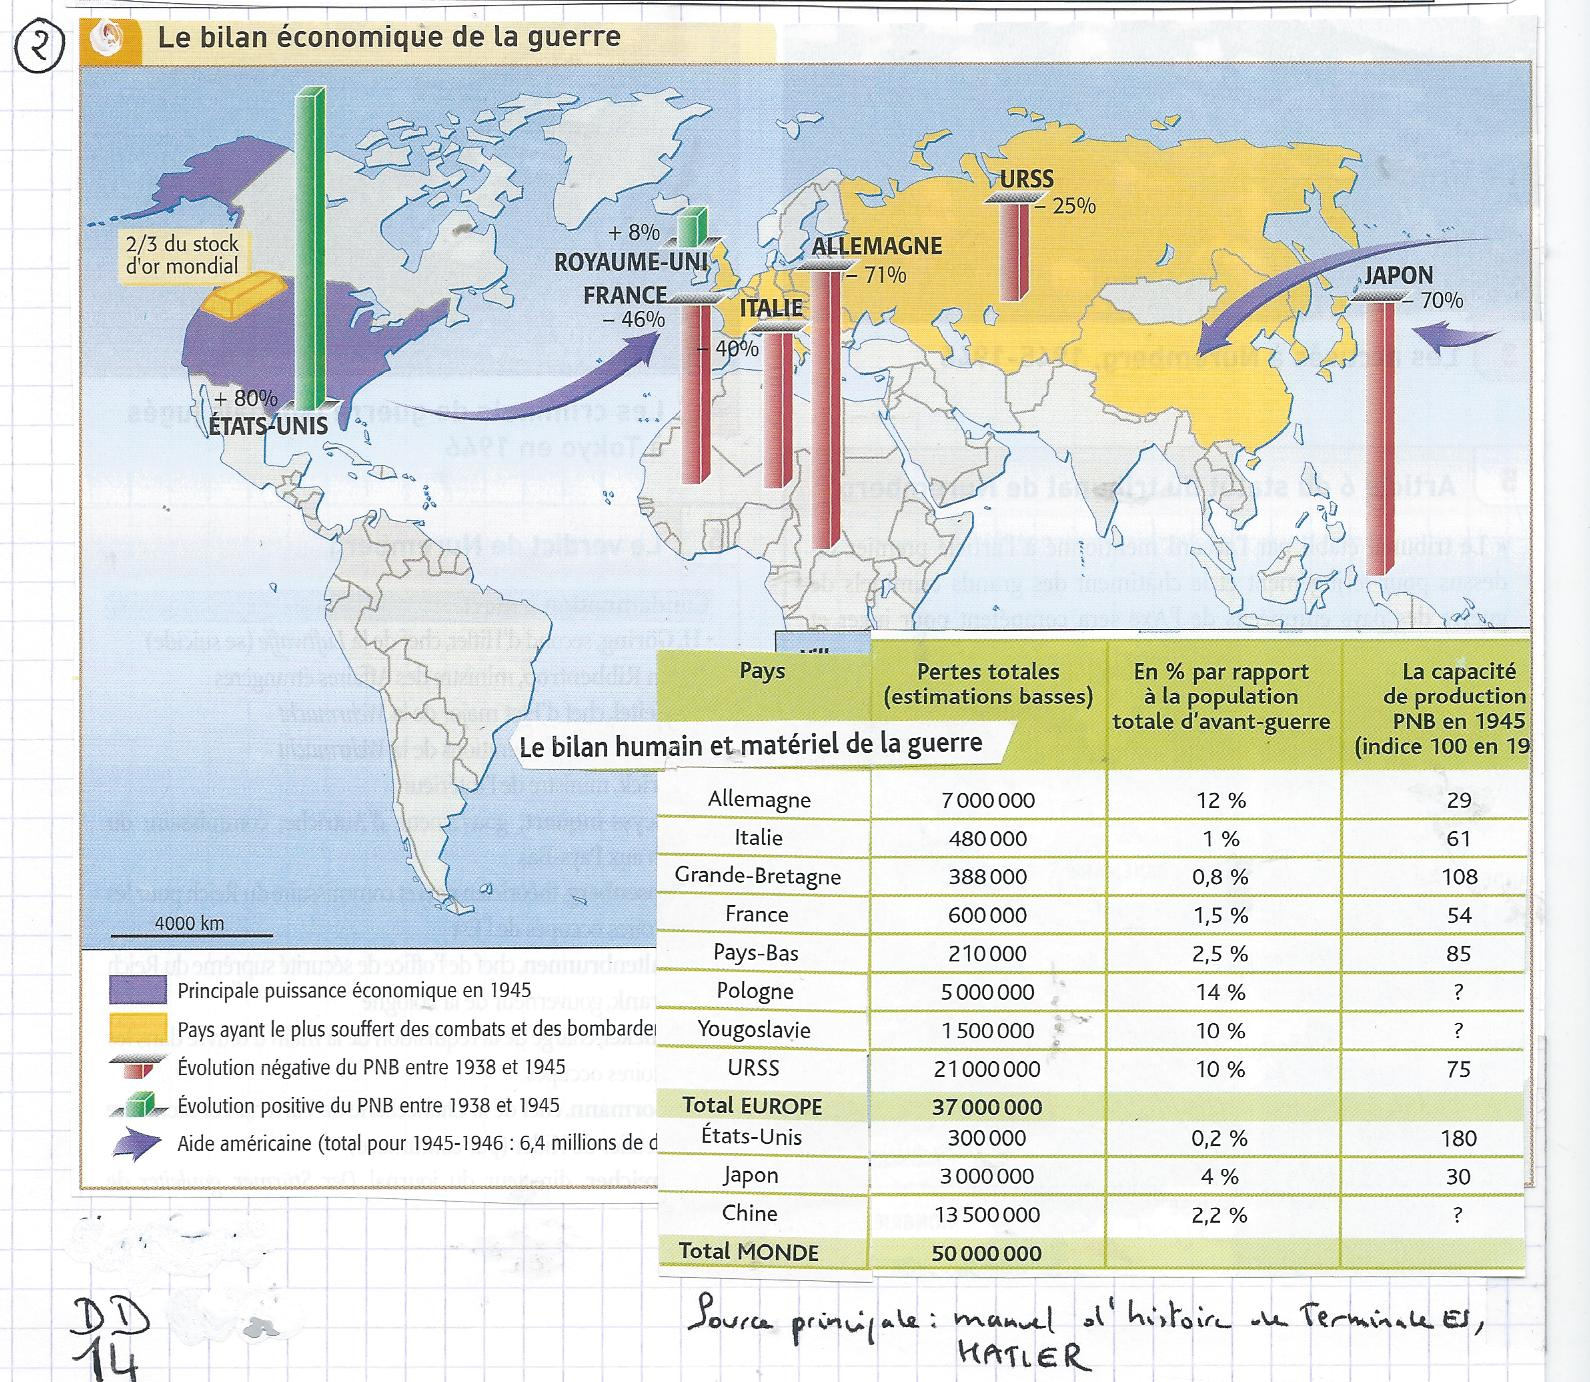 2
Le bilan économique de la guerre
2/3 du stock
d'or mondial
+ 80%
ÉTATS-UNIS
+ 8%
ROYAUME-UNI
FRANCE
– 46%
ITALIE
– 40%
ALLEMAGNE
– 71%
URSS
– 25%
JAPON
– 70%
4000 km
Principale puissance économique en 1945
Pays ayant le plus souffert des combats et des bombarde
Évolution négative du PNB entre 1938 et 1945
Évolution positive du PNB entre 1938 et 1945
Aide américaine (total pour 1945-1946 : 6,4 millions de d
Le bilan humain et matériel de la guerre
Pays | Pertes totales (estimations basses) | En % par rapport à la population totale d'avant-guerre | La capacité de production PNB en 1945 (indice 100 en 19
Allemagne 7 000 000 12 % 29
Italie 480 000 1 % 61
Grande-Bretagne 388 000 0,8 % 108
France 600 000 1,5 % 54
Pays-Bas 210 000 2,5 % 85
Pologne 5 000 000 14 % ?
Yougoslavie 1 500 000 10 % ?
URSS 21 000 000 10 % 75
Total EUROPE 37 000 000
États-Unis 300 000 0,2 % 180
Japon 3 000 000 4 % 30
Chine 13 500 000 2,2 % ?
Total MONDE 50 000 000
DD
14
Source principale : manuel d'histoire de Terminale ES,
HATIER